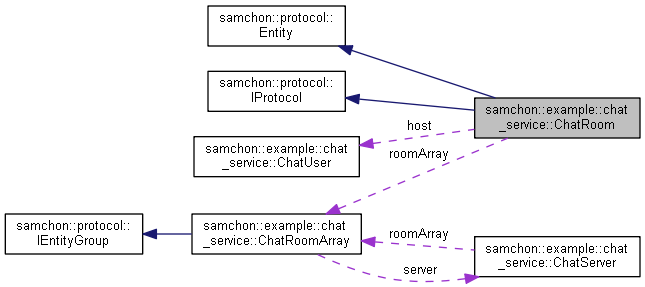 samchon::protocol::
Entity
samchon::protocol::
IProtocol
samchon::example::chat
_service::ChatRoom
host
samchon::example::chat
_service::ChatUser
roomArray
samchon::protocol::
IEntityGroup
samchon::example::chat
_service::ChatRoomArray
roomArray
server
samchon::example::chat
_service::ChatServer